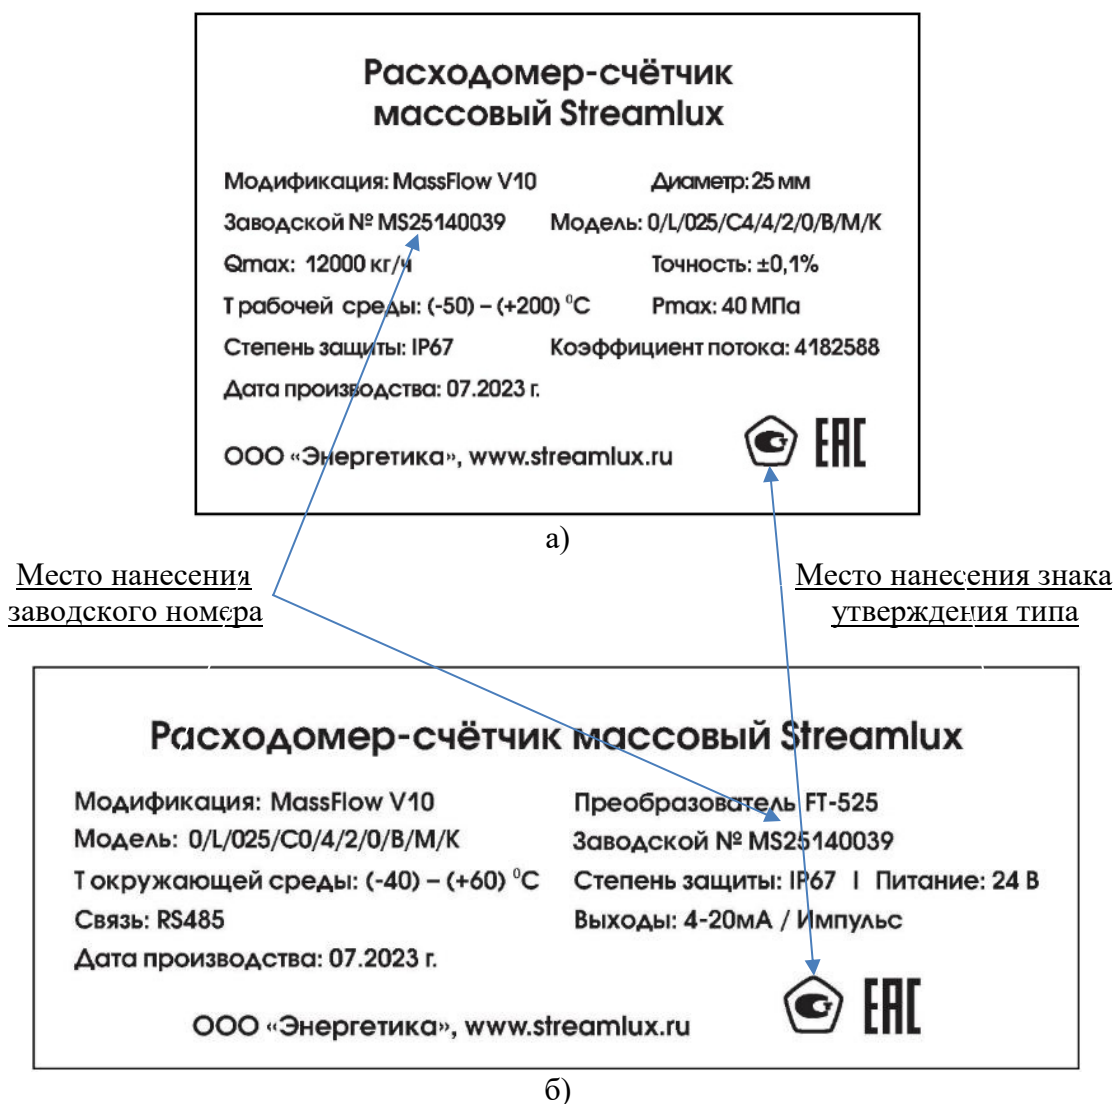 Расходомер-счётчик
массовый Streamlux
Модификация: MassFlow V10 Диаметр: 25 мм
Заводской № MS25140039 Модель: 0/L/025/C4/4/2/0/B/M/K
Qmax: 12000 кг/ч Точность: ±0,1%
Т рабочей среды: (-50) – (+200) ⁰С Pmax: 40 МПа
Степень защиты: IP67 Коэффициент потока: 4182588
Дата производства: 07.2023 г.
ООО «Энергетика», www.streamlux.ru ЕАС
а)
Место нанесения
заводского номера
Место нанесения знака
утверждения типа
Расходомер-счётчик массовый Streamlux
Модификация: MassFlow V10 Преобразователь FT-525
Модель: 0/L/025/C0/4/2/0/B/M/K Заводской № MS25140039
Т окружающей среды: (-40) – (+60) ⁰С Степень защиты: IP67 I Питание: 24 В
Связь: RS485 Выходы: 4-20мА / Импульс
Дата производства: 07.2023 г.
ООО «Энергетика», www.streamlux.ru ЕАС
б)